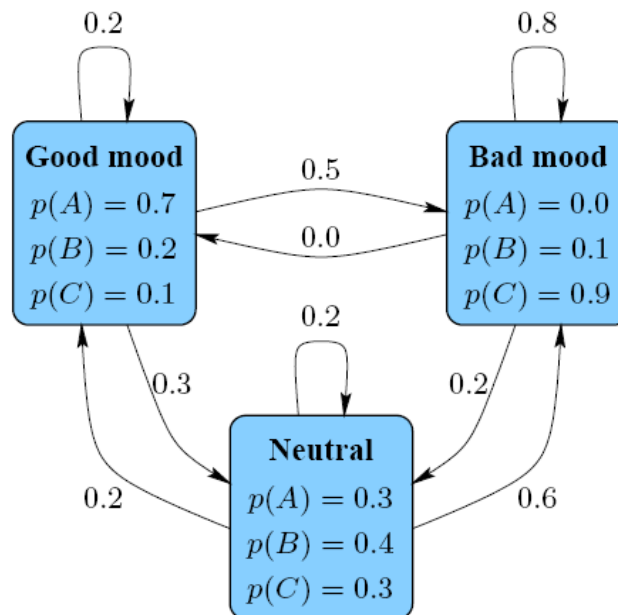 0.2
0.8
Good mood
p(A) = 0.7
p(B) = 0.2
p(C) = 0.1
0.5
0.0
Bad mood
p(A) = 0.0
p(B) = 0.1
p(C) = 0.9
0.2
0.3
0.2
Neutral
p(A) = 0.3
p(B) = 0.4
p(C) = 0.3
0.2
0.6